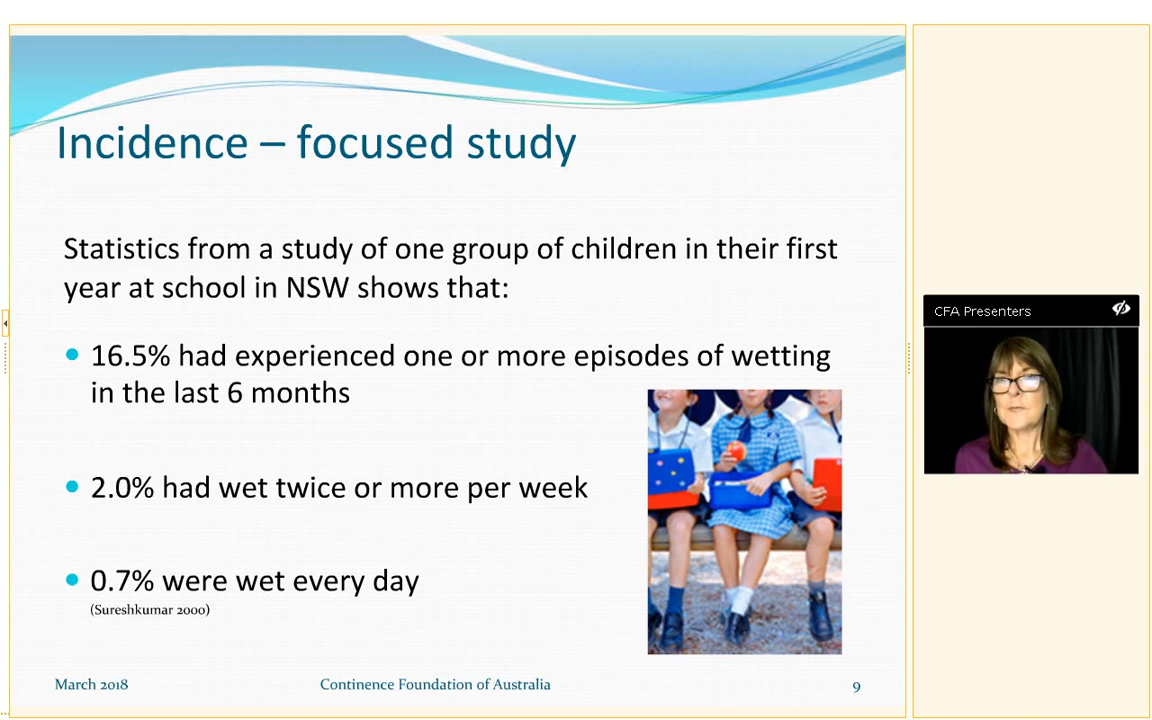 Incidence – focused study
Statistics from a study of one group of children in their first
year at school in NSW shows that:
• 16.5% had experienced one or more episodes of wetting
in the last 6 months
• 2.0% had wet twice or more per week
• 0.7% were wet every day
(Sureshkumar 2000)
March 2018
Continence Foundation of Australia
9
CFA Presenters